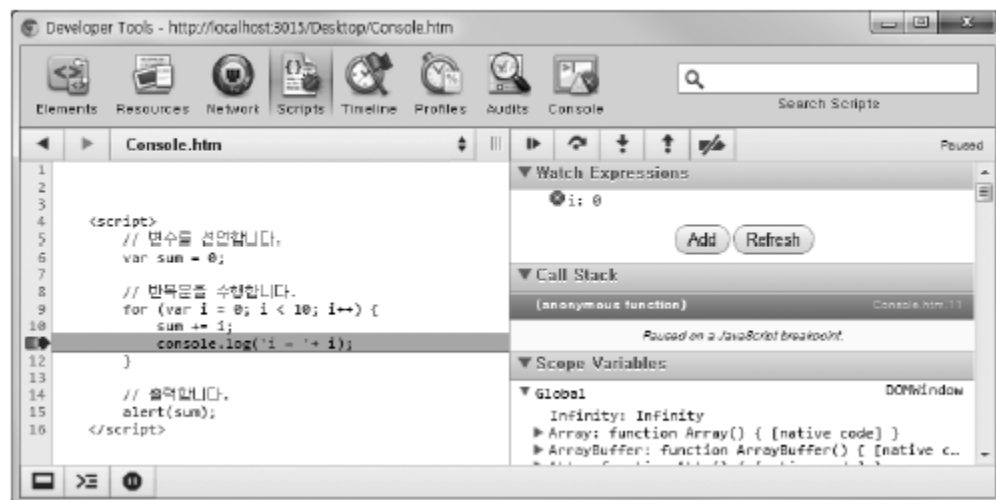 Developer Tools - http://localhost:3015/Desktop/Console.htm
Elements Resources Network Scripts Timeline Profiles Audits Console
Search Scripts
Console.htm
Paused
1
2
3
4 <script>
5 // 변수를 선언합니다.
6 var sum = 0;
7
8 // 반복문을 수행합니다.
9 for (var i = 0; i < 10; i++) {
10 sum += i;
console.log('i = '+ i);
12 }
13
14 // 출력합니다.
15 alert(sum);
16 </script>
Watch Expressions
i: 0
Add Refresh
Call Stack
(anonymous function) Console.htm:11
Paused on a JavaScript breakpoint.
Scope Variables
Global DOMWindow
Infinity: Infinity
Array: function Array() { [native code] }
ArrayBuffer: function ArrayBuffer() { [native c…